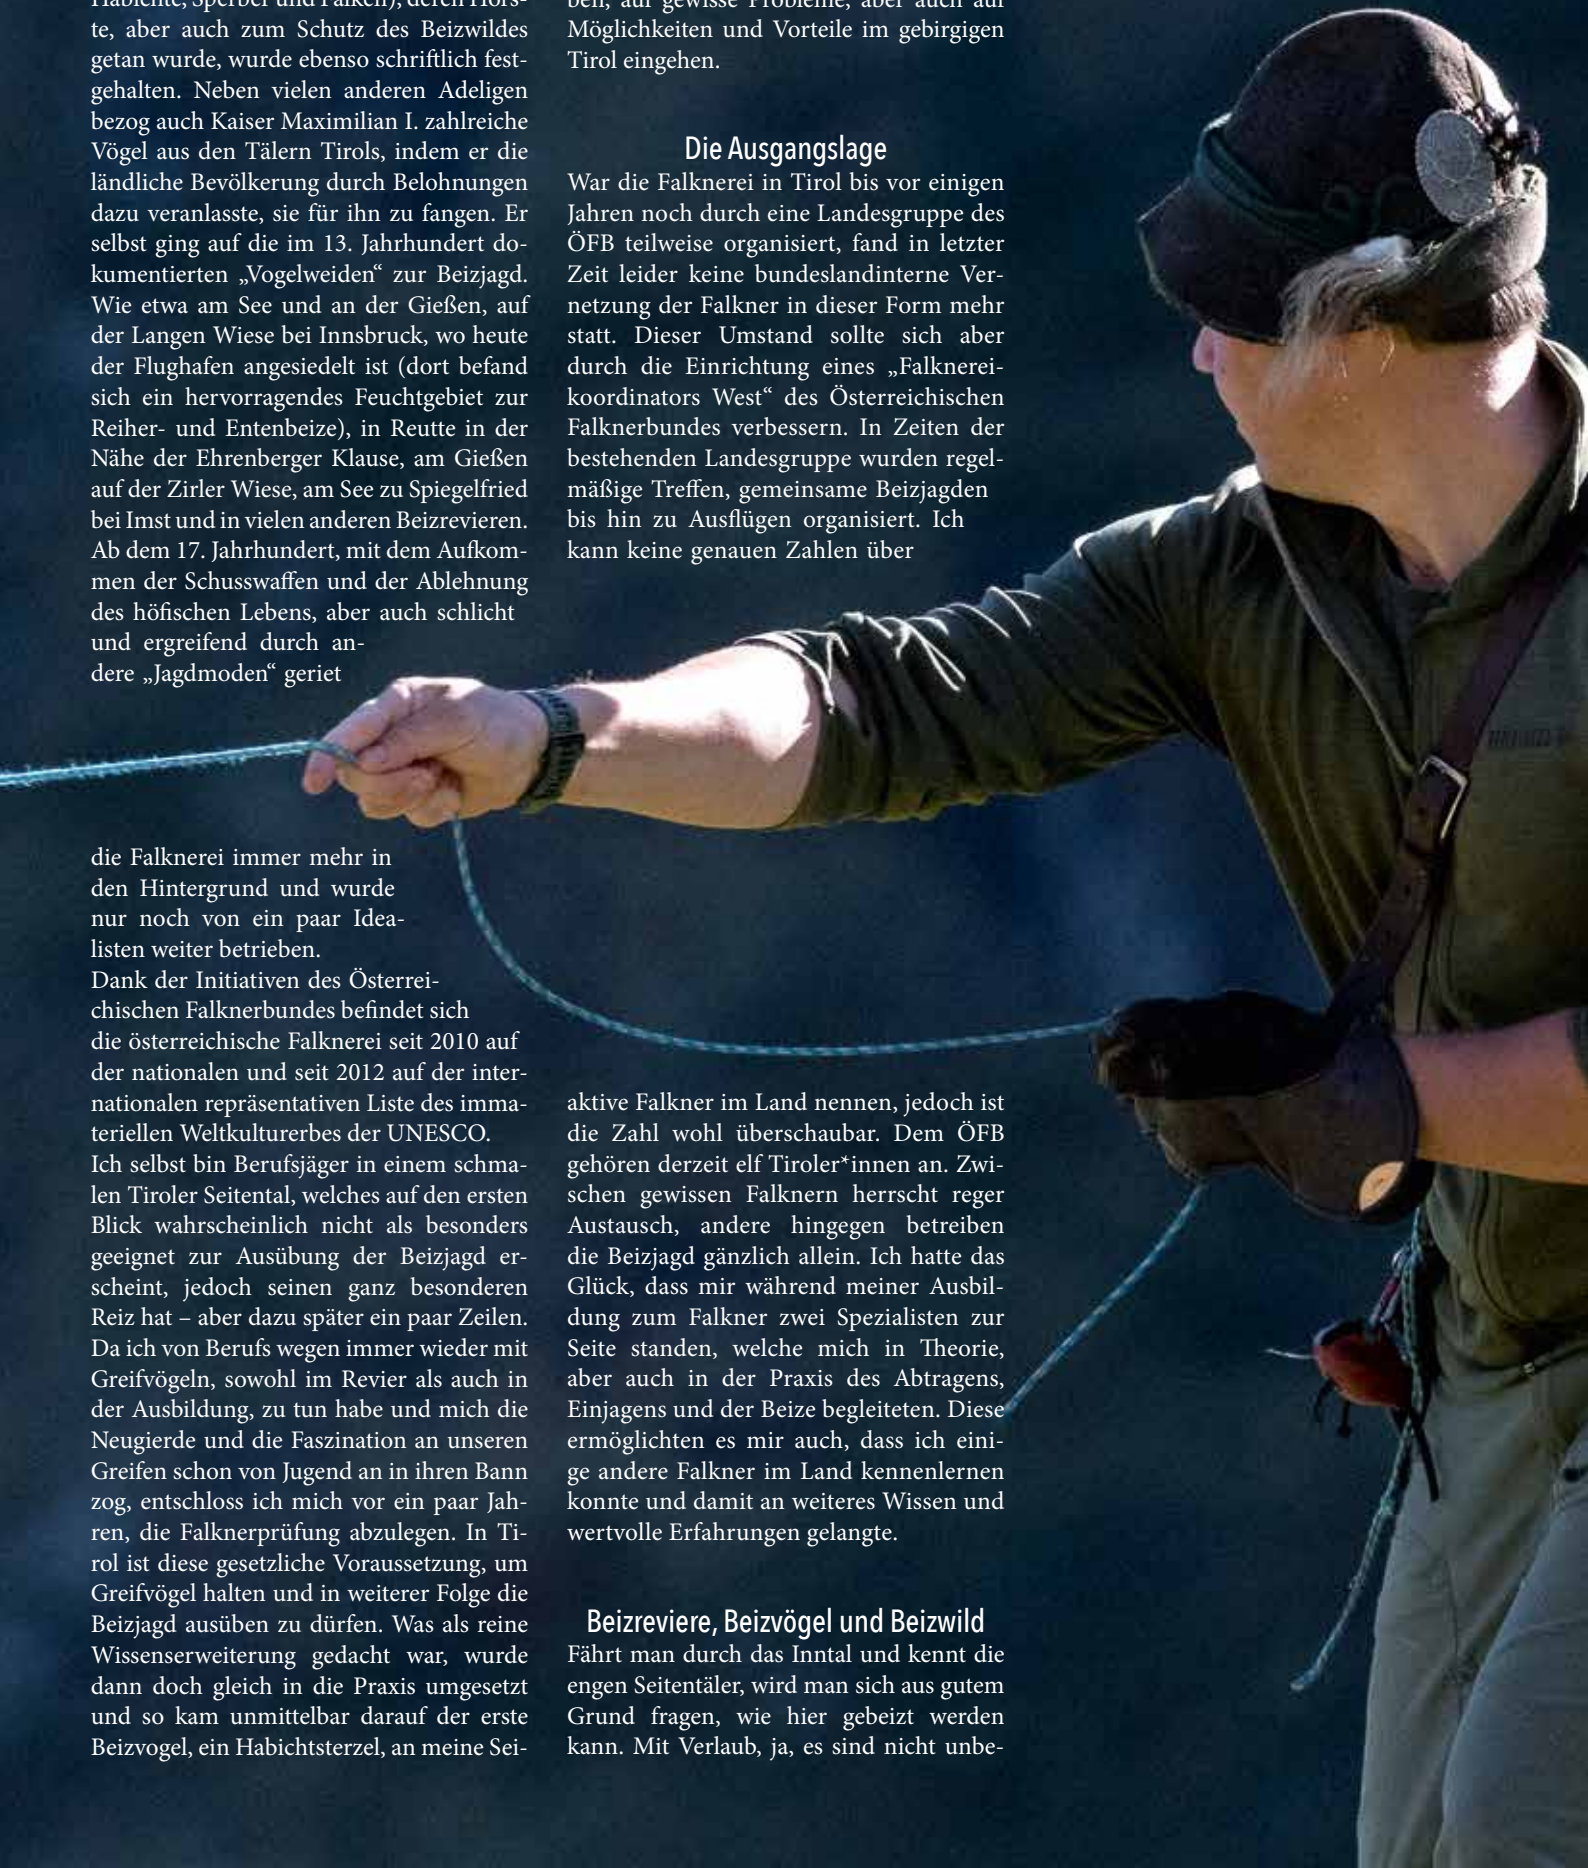 Habichte, Sperber und Falken), deren Hors-
te, aber auch zum Schutz des Beizwildes
getan wurde, wurde ebenso schriftlich fest-
gehalten. Neben vielen anderen Adeligen
bezog auch Kaiser Maximilian I. zahlreiche
Vögel aus den Tälern Tirols, indem er die
ländliche Bevölkerung durch Belohnungen
dazu veranlasste, sie für ihn zu fangen. Er
selbst ging auf die im 13. Jahrhundert do-
kumentierten „Vogelweiden“ zur Beizjagd.
Wie etwa am See und an der Gießen, auf
der Langen Wiese bei Innsbruck, wo heute
der Flughafen angesiedelt ist (dort befand
sich ein hervorragendes Feuchtgebiet zur
Reiher- und Entenbeize), in Reutte in der
Nähe der Ehrenberger Klause, am Gießen
auf der Zirler Wiese, am See zu Spiegelfried
bei Imst und in vielen anderen Beizrevieren.
Ab dem 17. Jahrhundert, mit dem Aufkom-
men der Schusswaffen und der Ablehnung
des höfischen Lebens, aber auch schlicht
und ergreifend durch an-
dere „Jagdmoden“ geriet
die Falknerei immer mehr in
den Hintergrund und wurde
nur noch von ein paar Idea-
listen weiter betrieben.
Dank der Initiativen des Österrei-
chischen Falknerbundes befindet sich
die österreichische Falknerei seit 2010 auf
der nationalen und seit 2012 auf der inter-
nationalen repräsentativen Liste des imma-
teriellen Weltkulturerbes der UNESCO.
Ich selbst bin Berufsjäger in einem schma-
len Tiroler Seitental, welches auf den ersten
Blick wahrscheinlich nicht als besonders
geeignet zur Ausübung der Beizjagd er-
scheint, jedoch seinen ganz besonderen
Reiz hat – aber dazu später ein paar Zeilen.
Da ich von Berufs wegen immer wieder mit
Greifvögeln, sowohl im Revier als auch in
der Ausbildung, zu tun habe und mich die
Neugierde und die Faszination an unseren
Greifen schon von Jugend an in ihren Bann
zog, entschloss ich mich vor ein paar Jah-
ren, die Falknerprüfung abzulegen. In Ti-
rol ist diese gesetzliche Voraussetzung, um
Greifvögel halten und in weiterer Folge die
Beizjagd ausüben zu dürfen. Was als reine
Wissenserweiterung gedacht war, wurde
dann doch gleich in die Praxis umgesetzt
und so kam unmittelbar darauf der erste
Beizvogel, ein Habichtsterzel, an meine Sei-
ben, auf gewisse Probleme, aber auch auf
Möglichkeiten und Vorteile im gebirgigen
Tirol eingehen.
Die Ausgangslage
War die Falknerei in Tirol bis vor einigen
Jahren noch durch eine Landesgruppe des
ÖFB teilweise organisiert, fand in letzter
Zeit leider keine bundeslandinterne Ver-
netzung der Falkner in dieser Form mehr
statt. Dieser Umstand sollte sich aber
durch die Einrichtung eines „Falknerei-
koordinators West“ des Österreichischen
Falknerbundes verbessern. In Zeiten der
bestehenden Landesgruppe wurden regel-
mäßige Treffen, gemeinsame Beizjagden
bis hin zu Ausflügen organisiert. Ich
kann keine genauen Zahlen über
aktive Falkner im Land nennen, jedoch ist
die Zahl wohl überschaubar. Dem ÖFB
gehören derzeit elf Tiroler*innen an. Zwi-
schen gewissen Falknern herrscht reger
Austausch, andere hingegen betreiben
die Beizjagd gänzlich allein. Ich hatte das
Glück, dass mir während meiner Ausbil-
dung zum Falkner zwei Spezialisten zur
Seite standen, welche mich in Theorie,
aber auch in der Praxis des Abtragens,
Einjagens und der Beize begleiteten. Diese
ermöglichten es mir auch, dass ich eini-
ge andere Falkner im Land kennenlernen
konnte und damit an weiteres Wissen und
wertvolle Erfahrungen gelangte.
Beizreviere, Beizvögel und Beizwild
Fährt man durch das Inntal und kennt die
engen Seitentäler, wird man sich aus gutem
Grund fragen, wie hier gebeizt werden
kann. Mit Verlaub, ja, es sind nicht unbe-